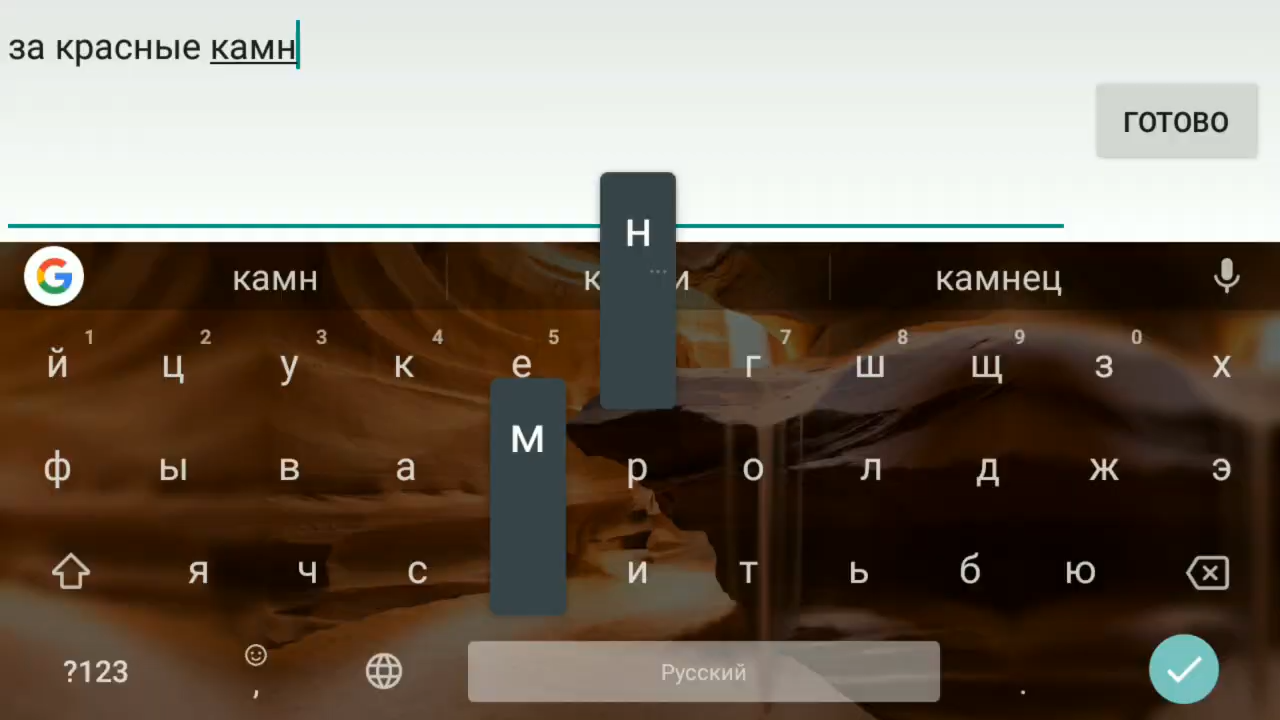 за красные камн
ГОТОВО
Н
камн
камнец
1 2 3 4 5 7 8 9 0
й ц у к е г ш щ з х
М
ф ы в а р о л д ж э
я ч с и т ь б ю
?123 , Русский .